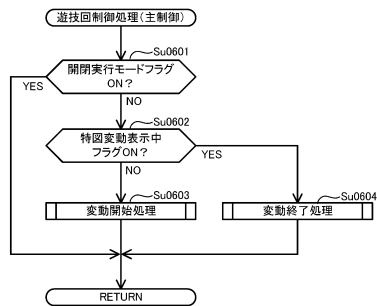 遊技回制御処理(主制御)
Su0601
開閉実行モードフラグ
ON?
YES
NO
Su0602
特図変動表示中
フラグON?
YES
NO
Su0603
変動開始処理
Su0604
変動終了処理
RETURN